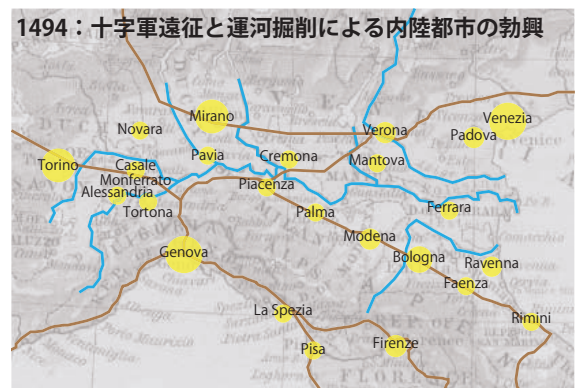 1494：十字軍遠征と運河掘削による内陸都市の勃興
Mirano
Venezia
Novara
Verona
Padova
Torino
Casale
Monferrato
Pavia
Cremona
Mantova
Alessandria
Tortona
Piacenza
Palma
Ferrara
Modena
Genova
Bologna
Ravenna
Faenza
La Spezia
Rimini
Pisa
Firenze